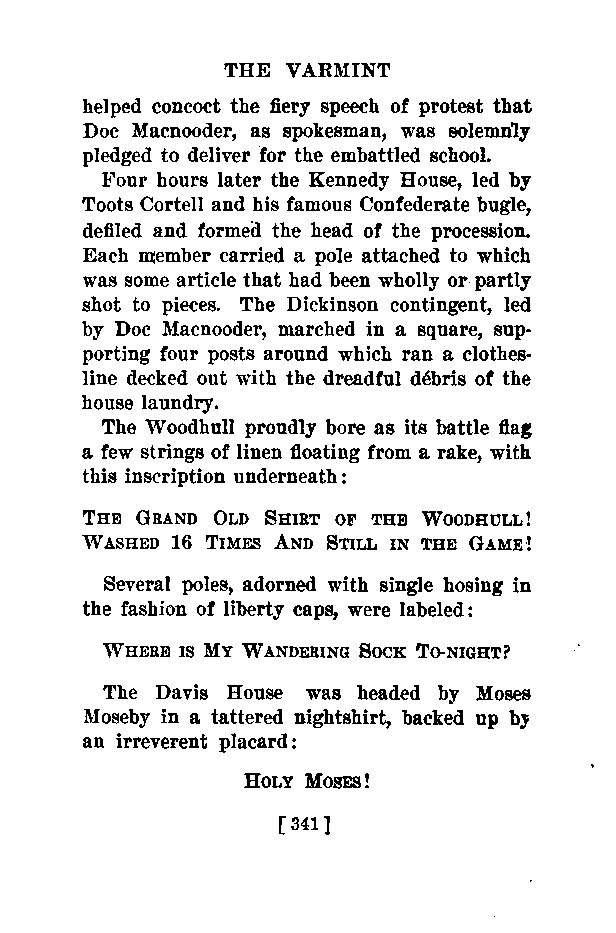 THE VARMINT
helped concoct the fiery speech of protest that
Doc Macnooder, as spokesman, was solemnly
pledged to deliver for the embattled school.
Four hours later the Kennedy House, led by
Toots Cortell and his famous Confederate bugle,
defiled and formed the head of the procession.
Each member carried a pole attached to which
was some article that had been wholly or partly
shot to pieces. The Dickinson contingent, led
by Doc Macnooder, marched in a square, sup-
porting four posts around which ran a clothes-
line decked out with the dreadful débris of the
house laundry.
The Woodhull proudly bore as its battle flag
a few strings of linen floating from a rake, with
this inscription underneath:
THE GRAND OLD SHIRT OF THE WOODHULL!
WASHED 16 TIMES AND STILL IN THE GAME!
Several poles, adorned with single hosing in
the fashion of liberty caps, were labeled:
WHERE IS MY WANDERING SOCK TO-NIGHT?
The Davis House was headed by Moses
Moseby in a tattered nightshirt, backed up by
an irreverent placard:
HOLY MOSES!
[341]